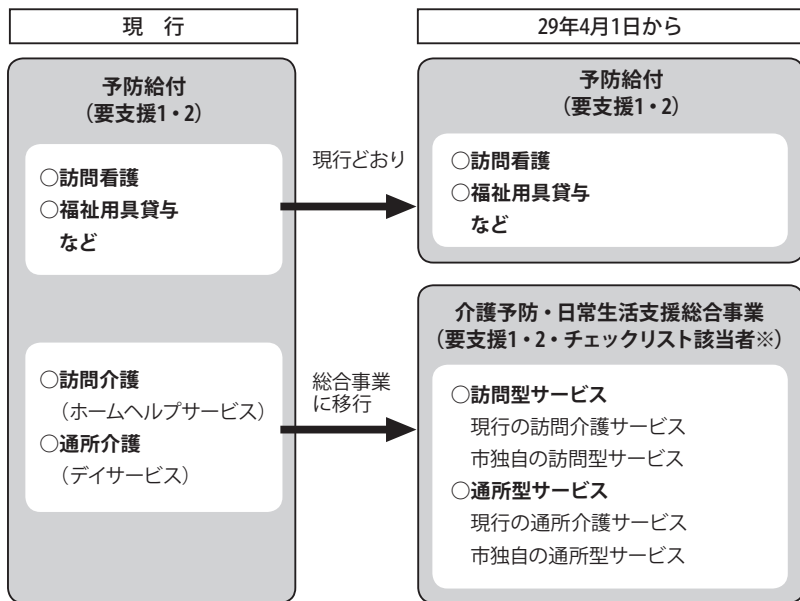 現 行
予防給付
（要支援1・2）
○訪問看護
○福祉用具貸与
など
○訪問介護
（ホームヘルプサービス）
○通所介護
（デイサービス）
現行どおり
総合事業
に移行
29年4月1日から
予防給付
（要支援1・2）
○訪問看護
○福祉用具貸与
など
介護予防・日常生活支援総合事業
（要支援1・2・チェックリスト該当者※）
○訪問型サービス
現行の訪問介護サービス
市独自の訪問型サービス
○通所型サービス
現行の通所介護サービス
市独自の通所型サービス